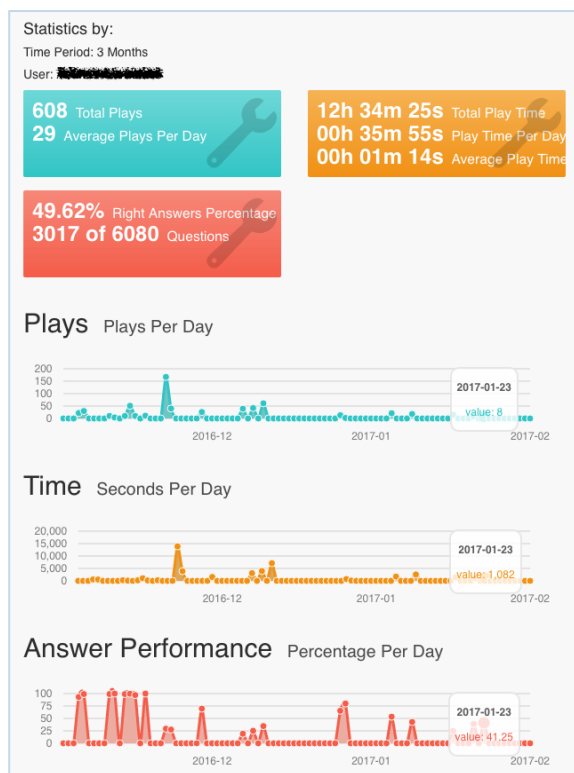 Statistics by:
Time Period: 3 Months
User:
608 Total Plays
29 Average Plays Per Day
12h 34m 25s Total Play Time
00h 35m 55s Play Time Per Day
00h 01m 14s Average Play Time
49.62% Right Answers Percentage
3017 of 6080 Questions
Plays Plays Per Day
200
150
100
50
0
2017-01-23
value: 8
2016-12 2017-01 2017-02
Time Seconds Per Day
20,000
15,000
10,000
5,000
0
2017-01-23
value: 1,082
2016-12 2017-01 2017-02
Answer Performance Percentage Per Day
100
75
50
25
0
2017-01-23
value: 41.25
2016-12 2017-01 2017-02